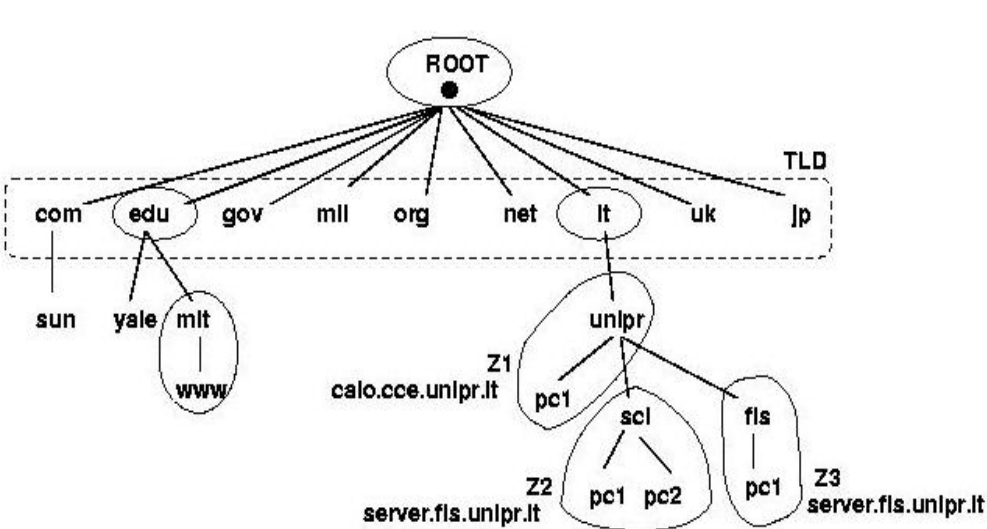 ROOT
TLD
com edu gov mil org net it uk jp
sun yale mit unipr
www
Z1
calo.cce.unipr.it
pc1
sci fis
Z2 pc1 pc2 pc1 Z3
server.fis.unipr.it server.fis.unipr.it